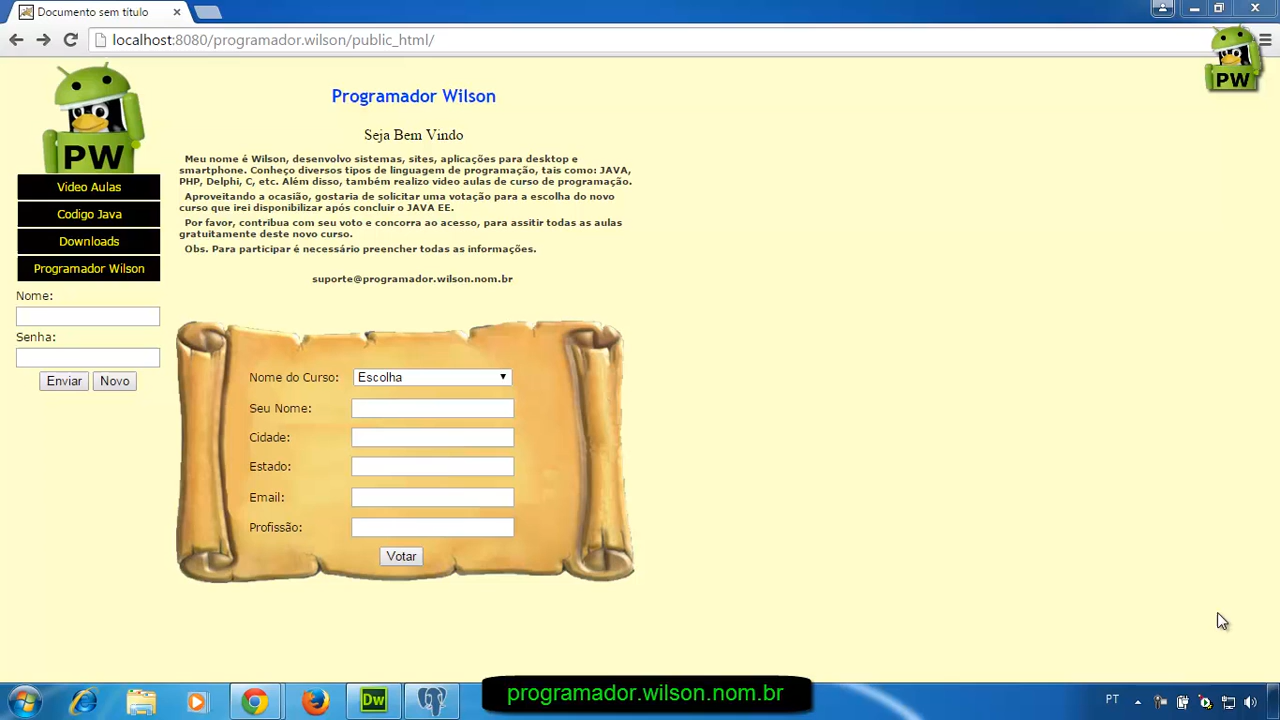 Documento sem título
localhost:8080/programador.wilson/public_html/
PW
PW
Video Aulas
Codigo Java
Downloads
Programador Wilson
Nome:
Senha:
Enviar Novo
Programador Wilson
Seja Bem Vindo
Meu nome é Wilson, desenvolvo sistemas, sites, aplicações para desktop e
smartphone. Conheço diversos tipos de linguagem de programação, tais como: JAVA,
PHP, Delphi, C, etc. Além disso, também realizo video aulas de curso de programação.
Aproveitando a ocasião, gostaria de solicitar uma votação para a escolha do novo
curso que irei disponibilizar após concluir o JAVA EE.
Por favor, contribua com seu voto e concorra ao acesso, para assitir todas as aulas
gratuitamente deste novo curso.
Obs. Para participar é necessário preencher todas as informações.
suporte@programador.wilson.nom.br
Nome do Curso: Escolha
Seu Nome:
Cidade:
Estado:
Email:
Profissão:
Votar
Dw
programador.wilson.nom.br
PT